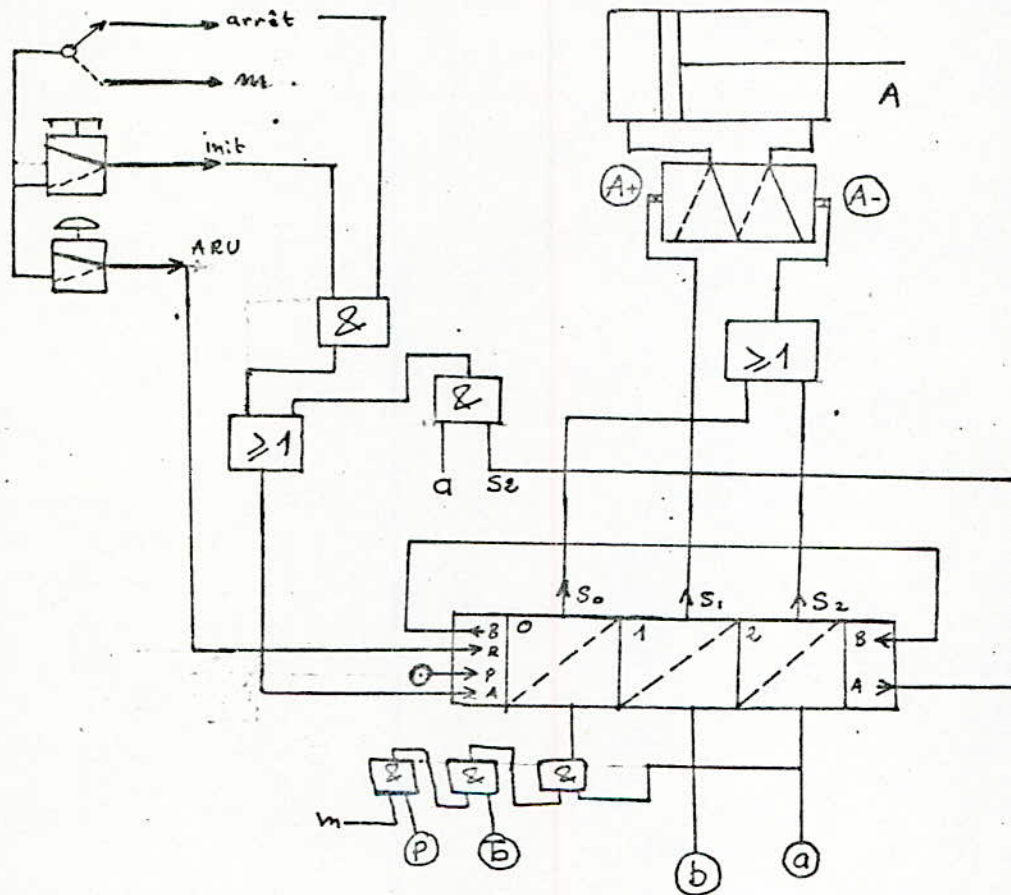 arrêt
m
init
ARU
A
A+
A-
&
≥1
&
≥1
a S2
S0 S1 S2
B 0 1 2 B
R
P
A A
& & &
m
P b a